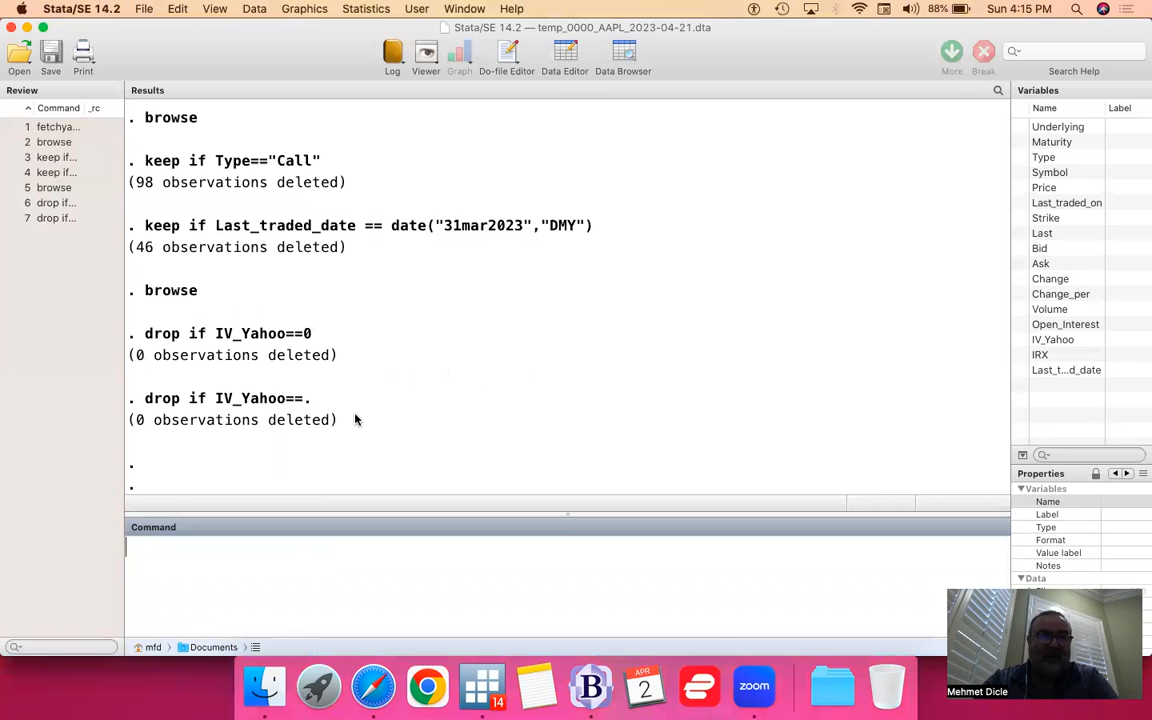 Stata/SE 14.2 File Edit View Data Graphics Statistics User Window Help 88% Sun 4:15 PM
Stata/SE 14.2 — temp_0000_AAPL_2023-04-21.dta
Open Save Print Log Viewer Graph Do-file Editor Data Editor Data Browser More Break Search Help
Review
Command _rc
1 fetchya...
2 browse
3 keep if...
4 keep if...
5 browse
6 drop if...
7 drop if...
Results
. browse
. keep if Type=="Call"
(98 observations deleted)
. keep if Last_traded_date == date("31mar2023","DMY")
(46 observations deleted)
. browse
. drop if IV_Yahoo==0
(0 observations deleted)
. drop if IV_Yahoo==.
(0 observations deleted)
.
.
Command
mfd Documents
Variables
Name Label
Underlying
Maturity
Type
Symbol
Price
Last_traded_on
Strike
Last
Bid
Ask
Change
Change_per
Volume
Open_Interest
IV_Yahoo
IRX
Last_t...d_date
Properties
Variables
Name
Label
Type
Format
Value label
Notes
Data
Mehmet Dicle
14
APR
2
zoom